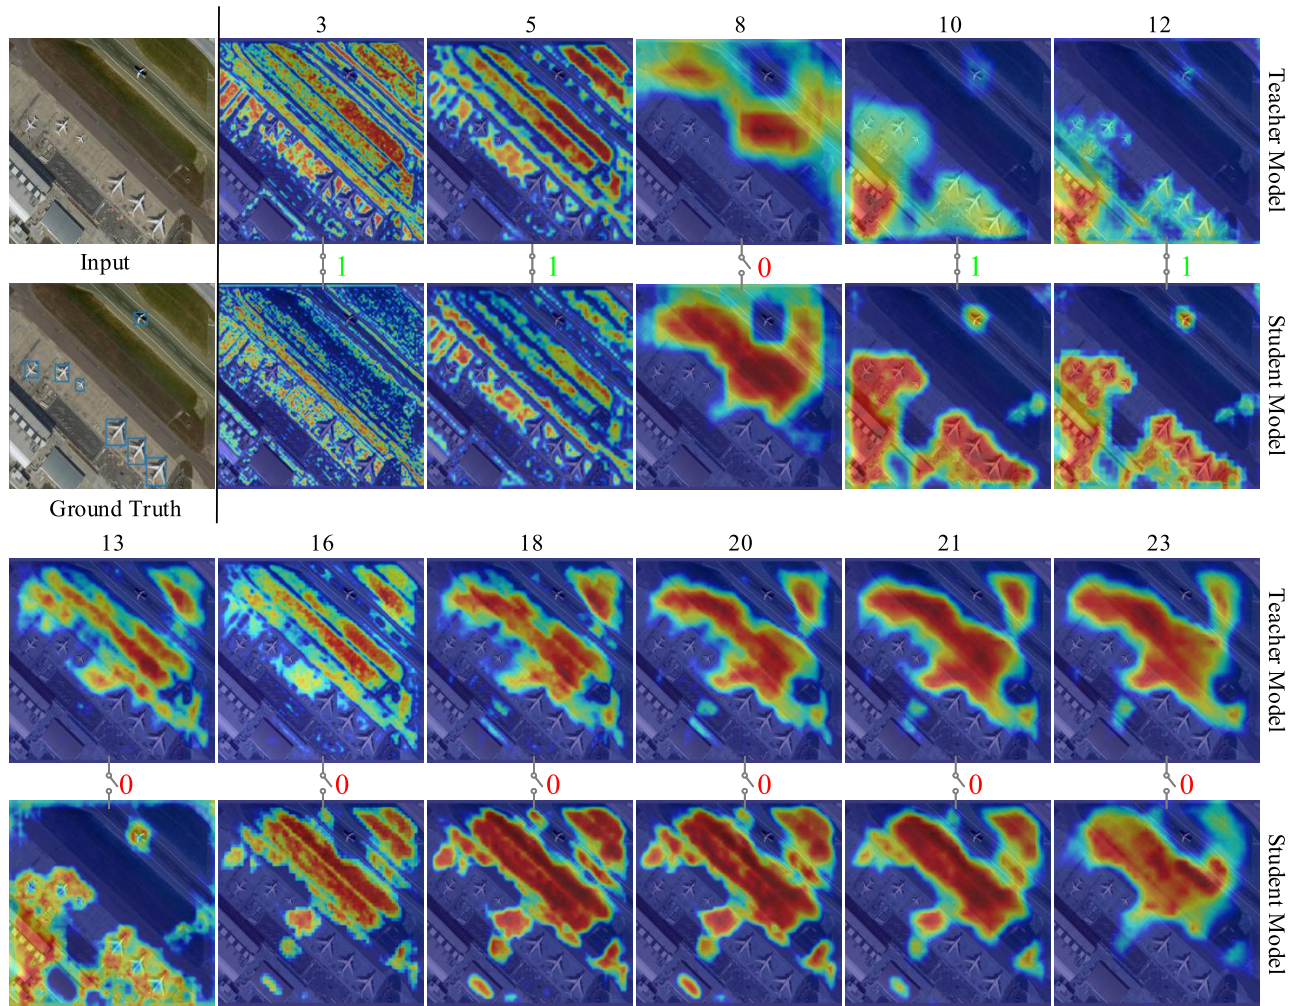 3 5 8 10 12
Teacher Model
Input
1 1 0 1 1
Student Model
Ground Truth
13 16 18 20 21 23
Teacher Model
0 0 0 0 0 0
Student Model